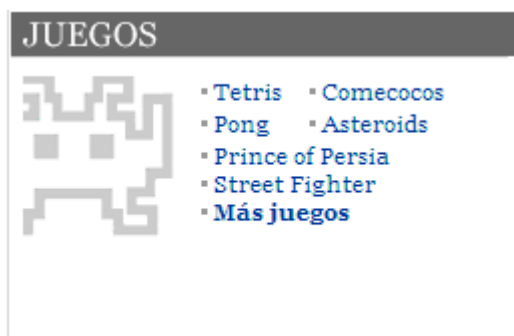 JUEGOS
Tetris Comecocos
Pong Asteroids
Prince of Persia
Street Fighter
Más juegos